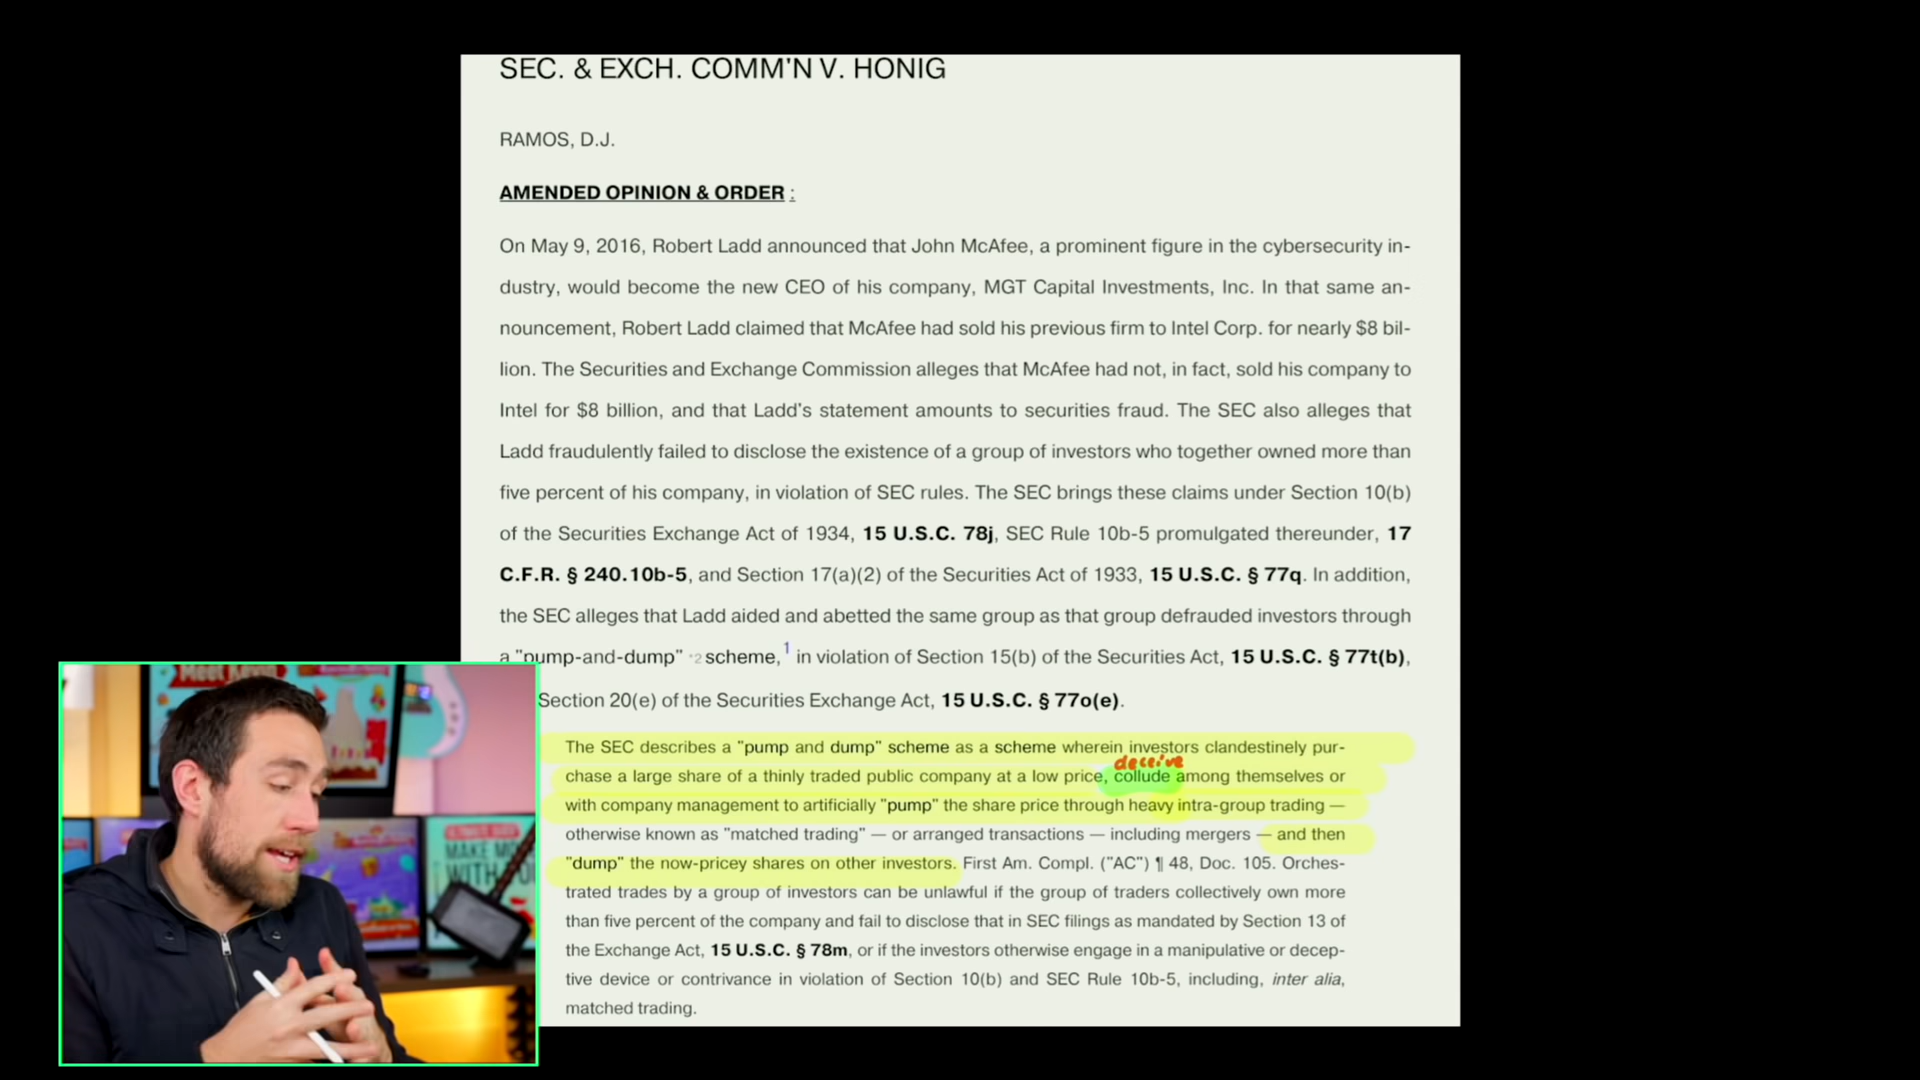 SEC. & EXCH. COMM'N V. HONIG
RAMOS, D.J.
AMENDED OPINION & ORDER :
On May 9, 2016, Robert Ladd announced that John McAfee, a prominent figure in the cybersecurity in-
dustry, would become the new CEO of his company, MGT Capital Investments, Inc. In that same an-
nouncement, Robert Ladd claimed that McAfee had sold his previous firm to Intel Corp. for nearly $8 bil-
lion. The Securities and Exchange Commission alleges that McAfee had not, in fact, sold his company to
Intel for $8 billion, and that Ladd's statement amounts to securities fraud. The SEC also alleges that
Ladd fraudulently failed to disclose the existence of a group of investors who together owned more than
five percent of his company, in violation of SEC rules. The SEC brings these claims under Section 10(b)
of the Securities Exchange Act of 1934, 15 U.S.C. 78j, SEC Rule 10b-5 promulgated thereunder, 17
C.F.R. § 240.10b-5, and Section 17(a)(2) of the Securities Act of 1933, 15 U.S.C. § 77q. In addition,
the SEC alleges that Ladd aided and abetted the same group as that group defrauded investors through
a "pump-and-dump" *2 scheme,1 in violation of Section 15(b) of the Securities Act, 15 U.S.C. § 77t(b),
Section 20(e) of the Securities Exchange Act, 15 U.S.C. § 77o(e).
The SEC describes a "pump and dump" scheme as a scheme wherein investors clandestinely pur-
deceive
chase a large share of a thinly traded public company at a low price, collude among themselves or
with company management to artificially "pump" the share price through heavy intra-group trading —
otherwise known as "matched trading" — or arranged transactions — including mergers — and then
"dump" the now-pricey shares on other investors. First Am. Compl. ("AC") ¶ 48, Doc. 105. Orches-
trated trades by a group of investors can be unlawful if the group of traders collectively own more
than five percent of the company and fail to disclose that in SEC filings as mandated by Section 13 of
the Exchange Act, 15 U.S.C. § 78m, or if the investors otherwise engage in a manipulative or decep-
tive device or contrivance in violation of Section 10(b) and SEC Rule 10b-5, including, inter alia,
matched trading.
Meet Kevin
MAKE MO
WITH YOU